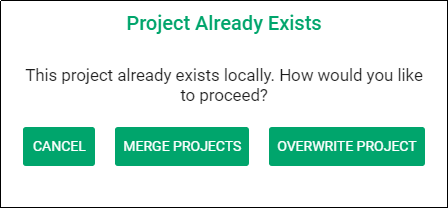 Project Already Exists
This project already exists locally. How would you like
to proceed?
CANCEL
MERGE PROJECTS
OVERWRITE PROJECT